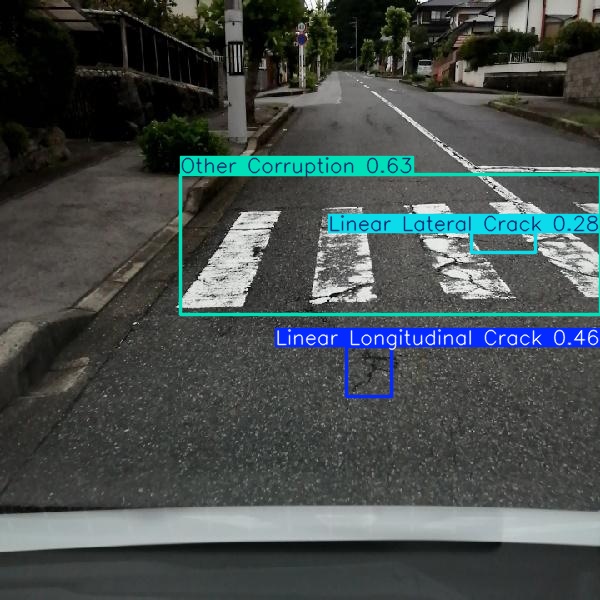 Other Corruption 0.63
Linear Lateral Crack 0.28
Linear Longitudinal Crack 0.46